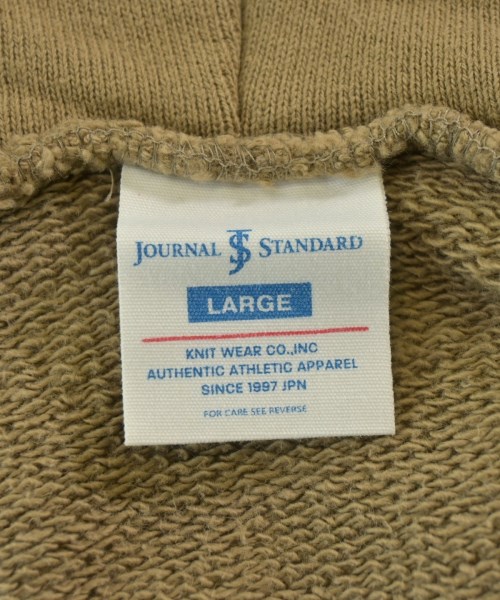 JOURNAL JS STANDARD
LARGE
KNIT WEAR CO.,INC
AUTHENTIC ATHLETIC APPAREL
SINCE 1997 JPN
FOR CARE SEE REVERSE